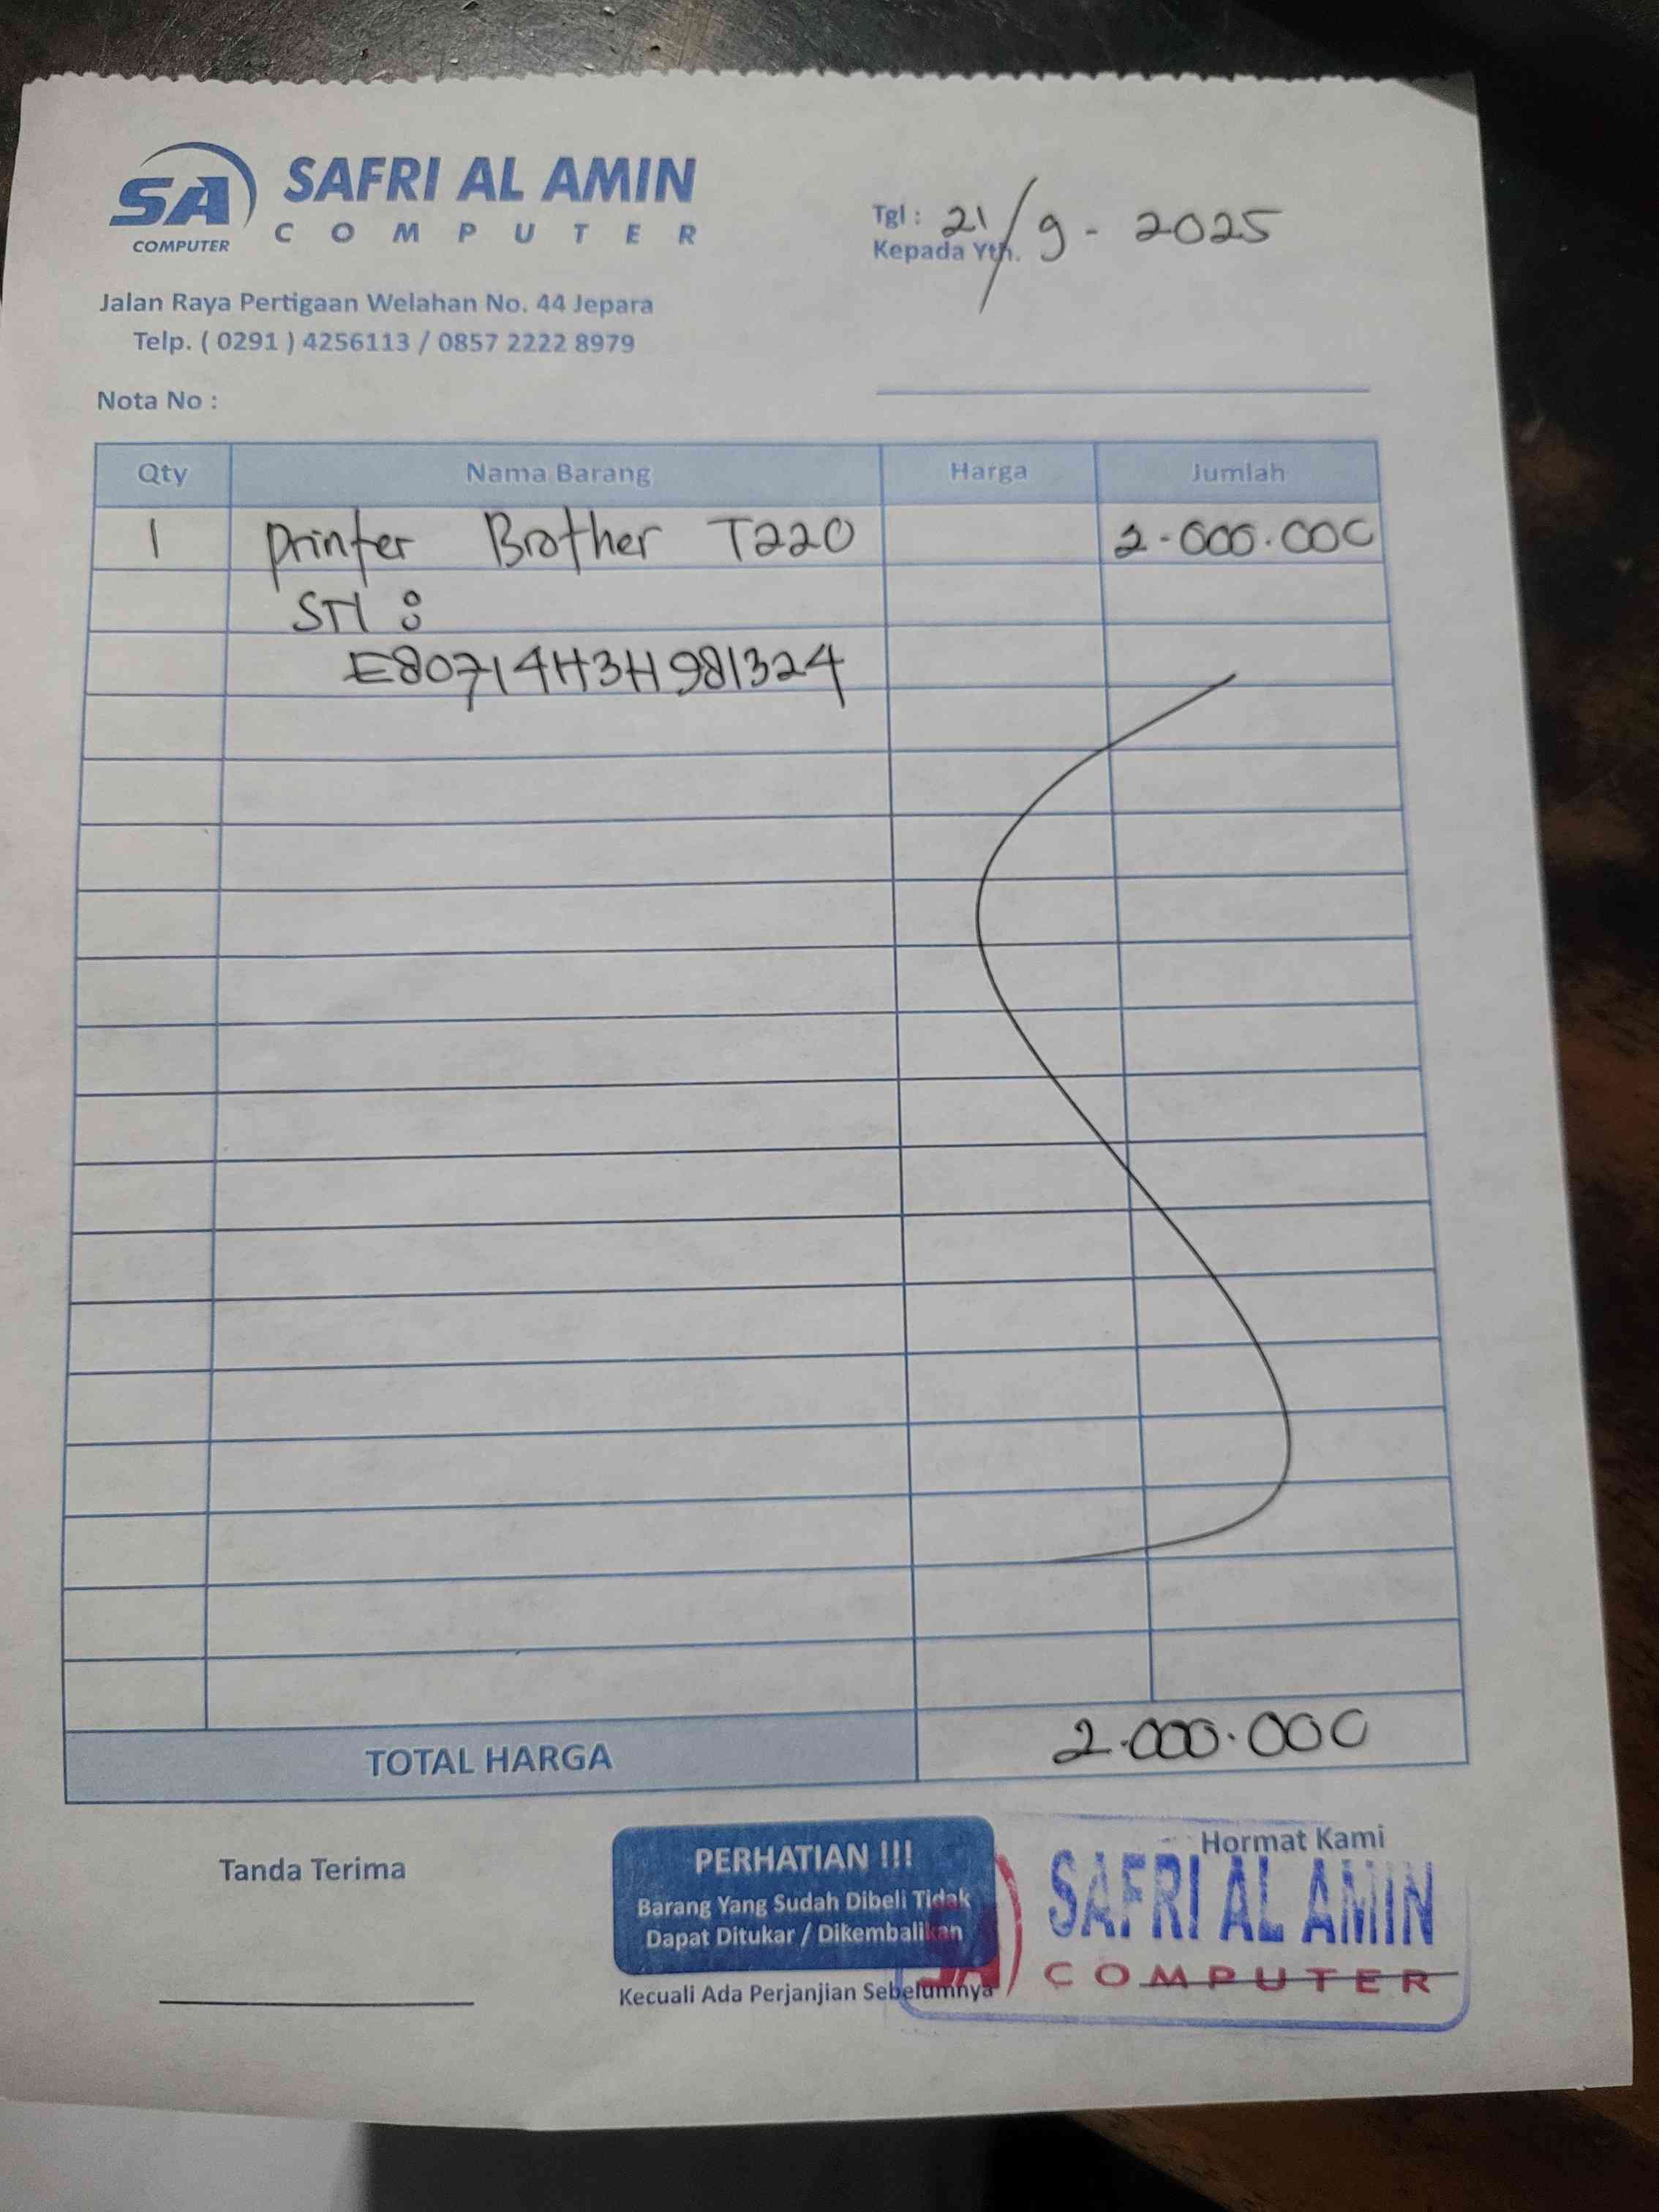 SA
COMPUTER
SAFRI AL AMIN
COMPUTER
Jalan Raya Pertigaan Welahan No. 44 Jepara
Telp. ( 0291 ) 4256113 / 0857 2222 8979
Tgl : 21/9 - 2025
Kepada Yth.
Nota No :
Qty Nama Barang Harga Jumlah
1 Printer Brother T220 2.000.000
SN :
E80714H3H981324
TOTAL HARGA 2.000.000
Tanda Terima
PERHATIAN !!!
Barang Yang Sudah Dibeli Tidak
Dapat Ditukar / Dikembalikan
Kecuali Ada Perjanjian Sebelumnya
Hormat Kami
SA
SAFRI AL AMIN
COMPUTER